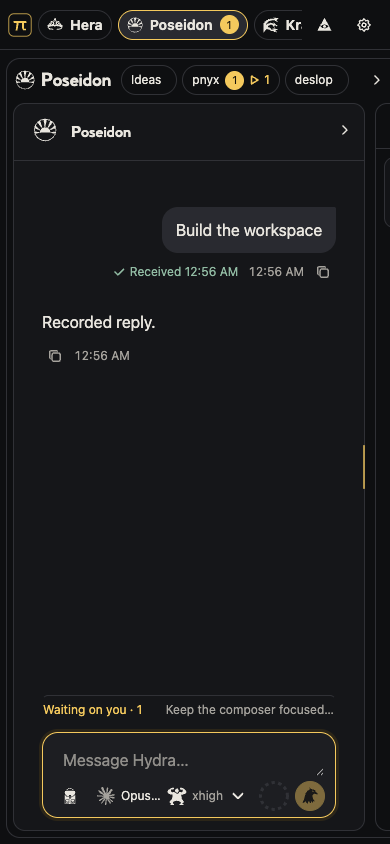 π Hera Poseidon 1 Kr
Poseidon Ideas pnyx 1 1 deslop
Poseidon
Build the workspace
Received 12:56 AM 12:56 AM
Recorded reply.
12:56 AM
Waiting on you · 1 Keep the composer focused...
Message Hydra...
Opus... xhigh